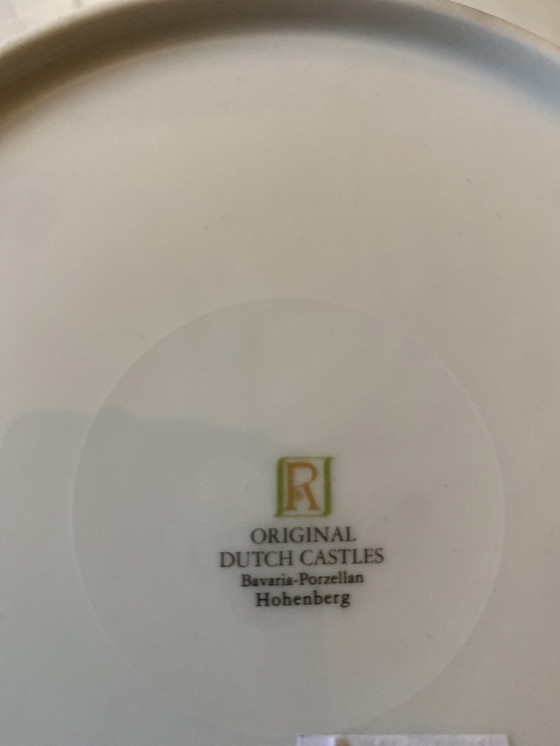 R
ORIGINAL
DUTCH CASTLES
Bavaria-Porzellan
Hohenberg